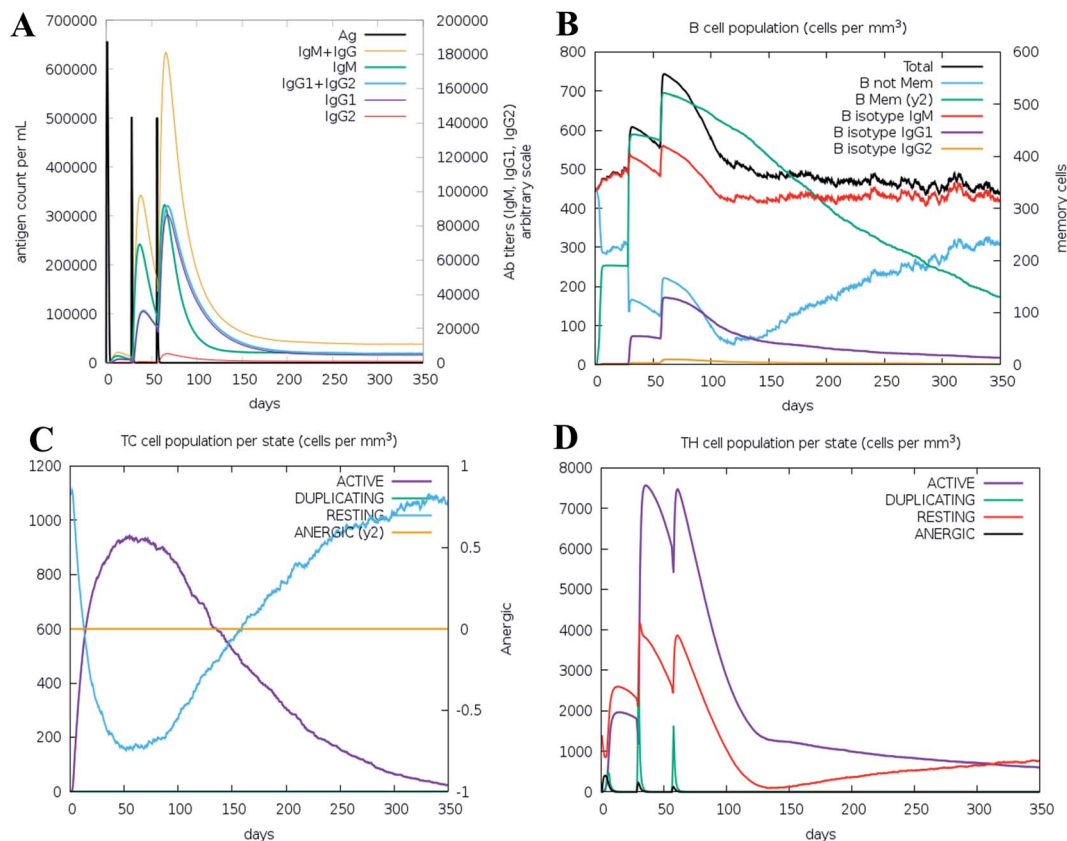 A
700000
600000
500000
400000
300000
200000
100000
0
antigen count per mL
Ag
IgM+IgG
IgM
IgG1+IgG2
IgG1
IgG2
200000
180000
160000
140000
120000
100000
80000
60000
40000
20000
0
Ab titers (IgM, IgG1, IgG2)
arbitrary scale
0 50 100 150 200 250 300 350
days
B
B cell population (cells per mm³)
800
700
600
500
400
300
200
100
0
Total
B not Mem
B Mem (y2)
B isotype IgM
B isotype IgG1
B isotype IgG2
600
500
400
300
200
100
0
memory cells
0 50 100 150 200 250 300 350
days
C
TC cell population per state (cells per mm³)
1200
1000
800
600
400
200
0
ACTIVE
DUPLICATING
RESTING
ANERGIC (y2)
1
0.5
0
-0.5
-1
Anergic
0 50 100 150 200 250 300 350
days
D
TH cell population per state (cells per mm³)
8000
7000
6000
5000
4000
3000
2000
1000
0
ACTIVE
DUPLICATING
RESTING
ANERGIC
0 50 100 150 200 250 300 350
days